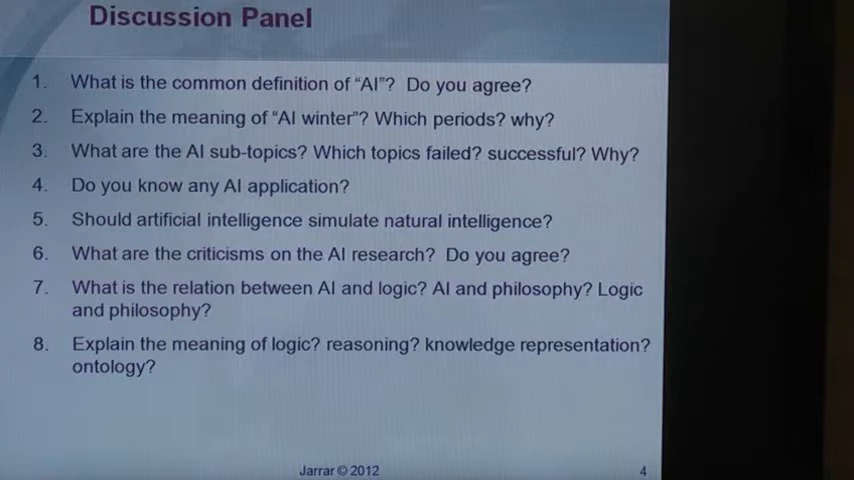 Discussion Panel
1. What is the common definition of “AI”? Do you agree?
2. Explain the meaning of “AI winter”? Which periods? why?
3. What are the AI sub-topics? Which topics failed? successful? Why?
4. Do you know any AI application?
5. Should artificial intelligence simulate natural intelligence?
6. What are the criticisms on the AI research? Do you agree?
7. What is the relation between AI and logic? AI and philosophy? Logic
and philosophy?
8. Explain the meaning of logic? reasoning? knowledge representation?
ontology?
Jarrar © 2012
4